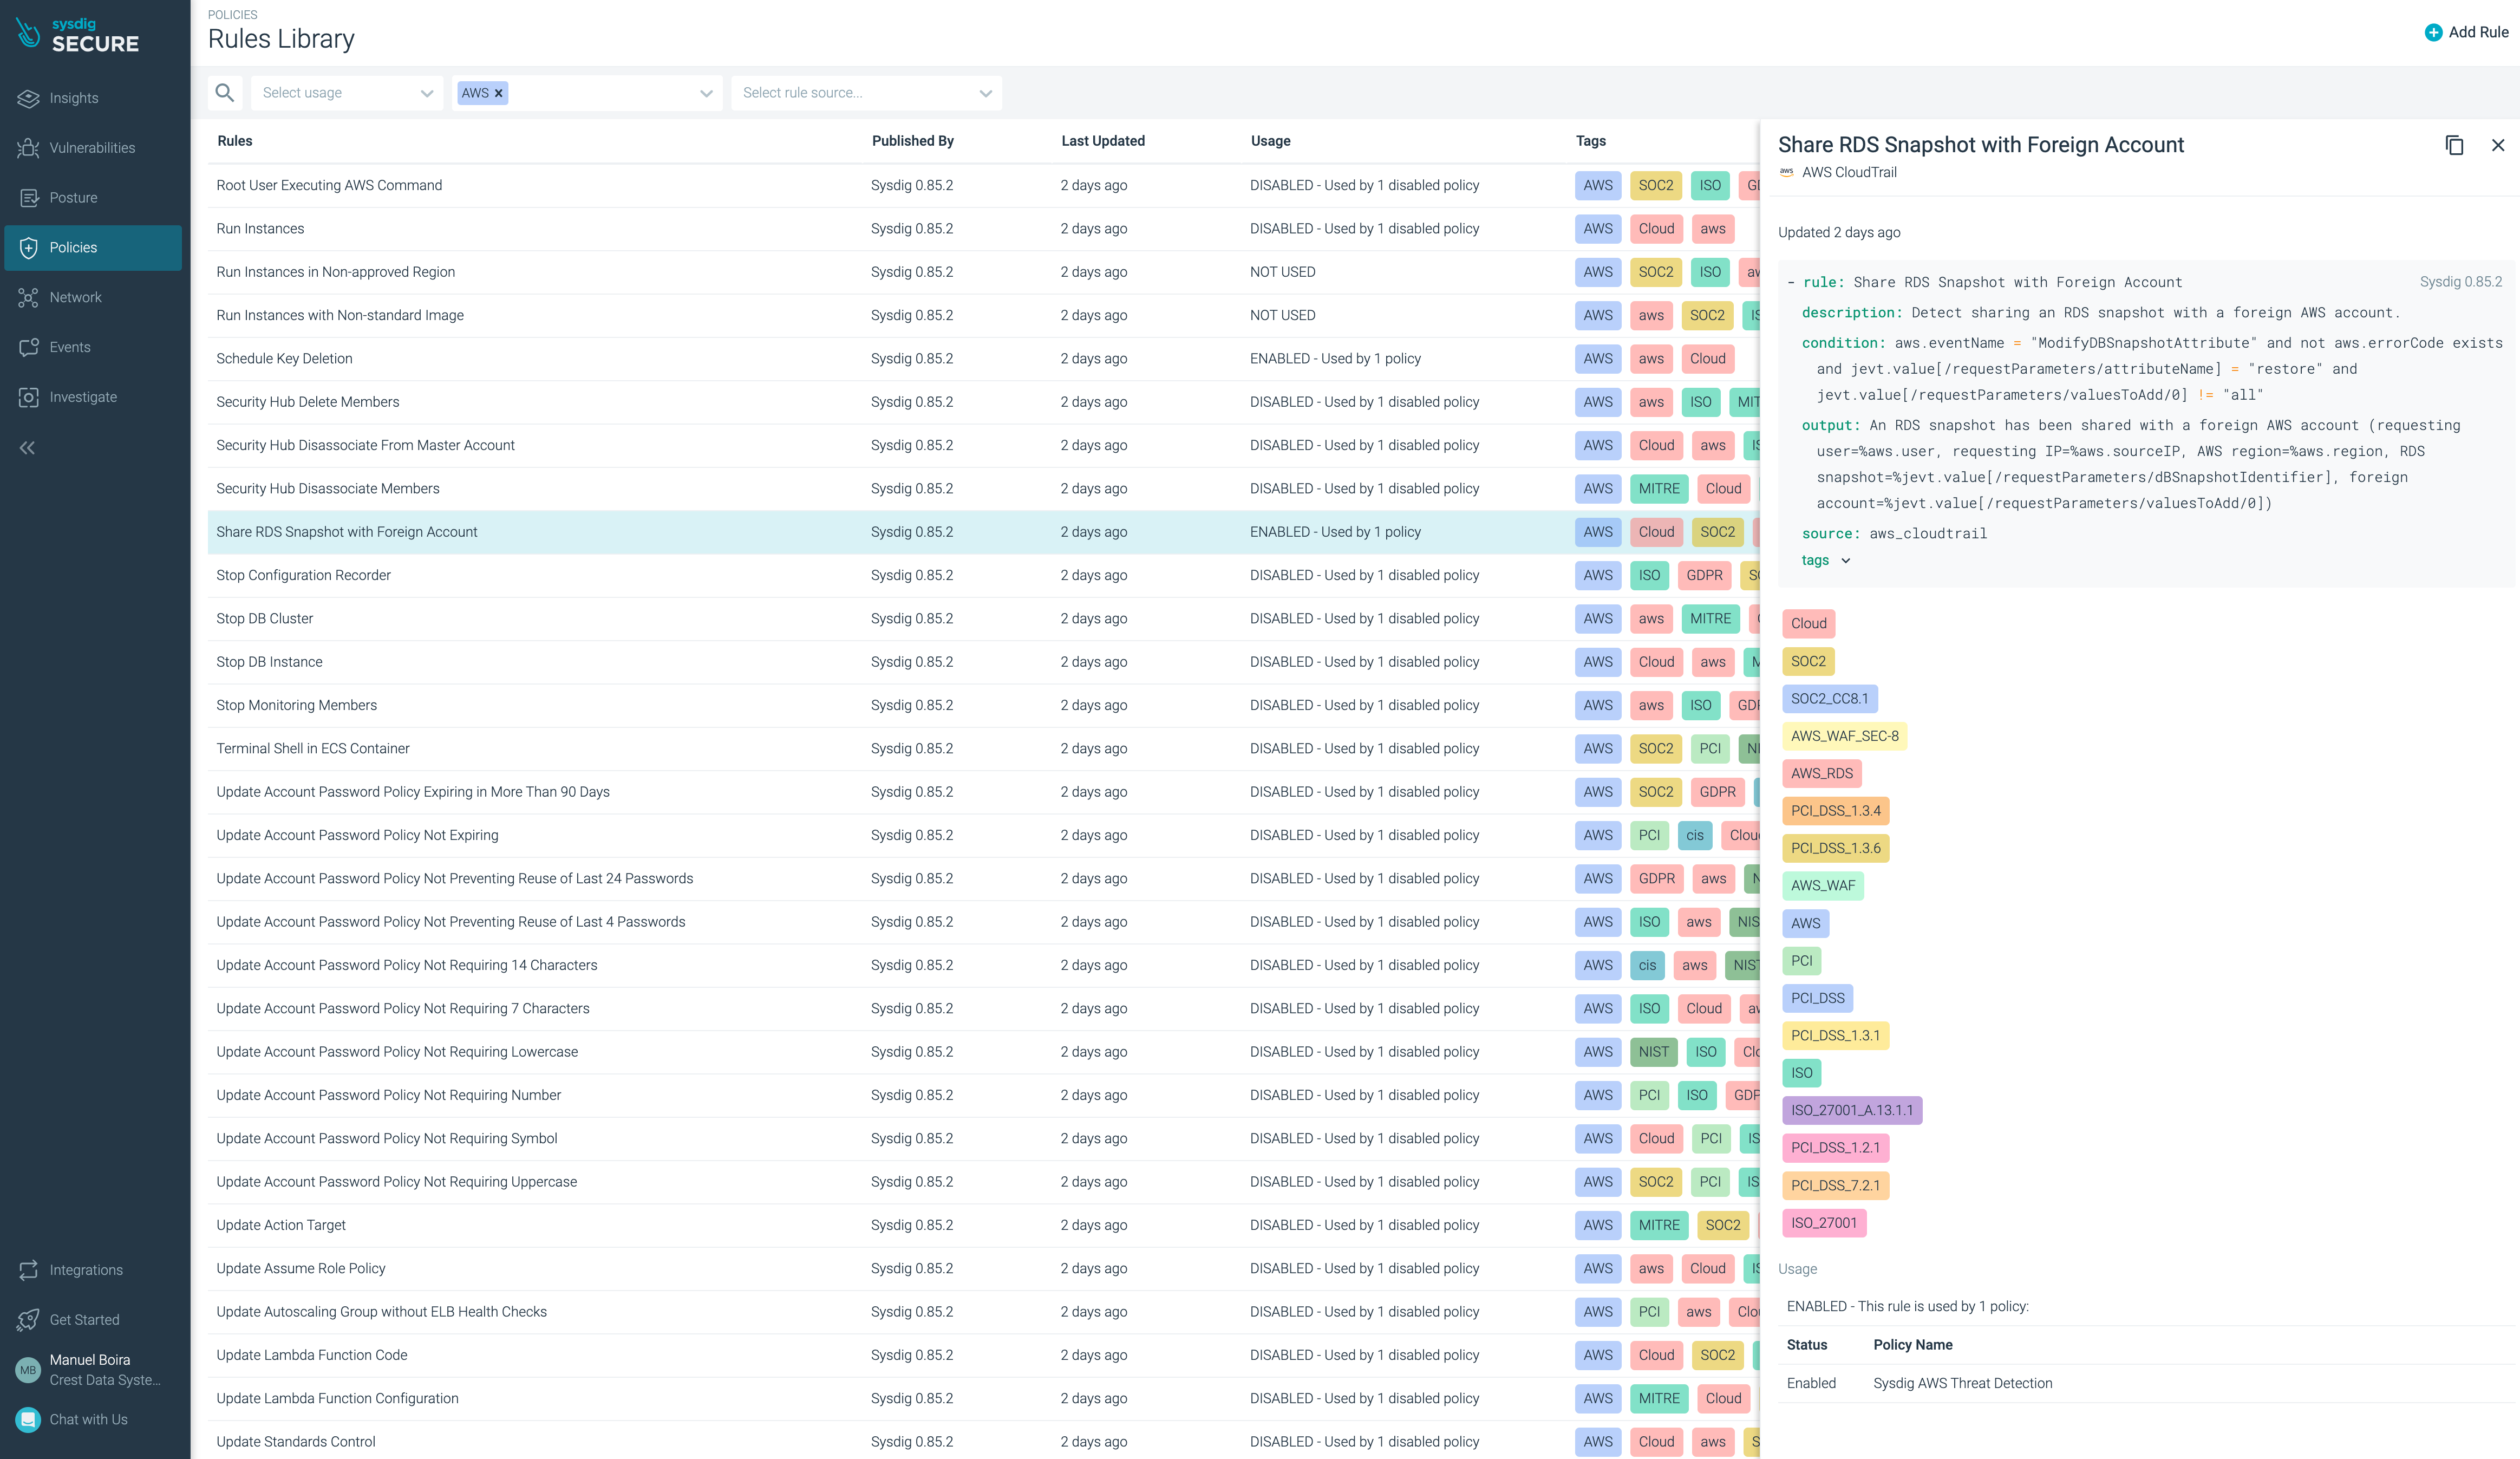 sysdig
SECURE
Insights
Vulnerabilities
Posture
Policies
Network
Events
Investigate
Integrations
Get Started
MB
Manuel Boira
Crest Data Syste...
Chat with Us
POLICIES
Rules Library
Add Rule
Select usage
AWS ×
Select rule source...
Rules Published By Last Updated Usage Tags
Root User Executing AWS Command Sysdig 0.85.2 2 days ago DISABLED - Used by 1 disabled policy AWS SOC2 ISO
Run Instances Sysdig 0.85.2 2 days ago DISABLED - Used by 1 disabled policy AWS Cloud aws
Run Instances in Non-approved Region Sysdig 0.85.2 2 days ago NOT USED AWS SOC2 ISO
Run Instances with Non-standard Image Sysdig 0.85.2 2 days ago NOT USED AWS aws SOC2
Schedule Key Deletion Sysdig 0.85.2 2 days ago ENABLED - Used by 1 policy AWS aws Cloud
Security Hub Delete Members Sysdig 0.85.2 2 days ago DISABLED - Used by 1 disabled policy AWS aws ISO MIT
Security Hub Disassociate From Master Account Sysdig 0.85.2 2 days ago DISABLED - Used by 1 disabled policy AWS Cloud aws
Security Hub Disassociate Members Sysdig 0.85.2 2 days ago DISABLED - Used by 1 disabled policy AWS MITRE Cloud
Share RDS Snapshot with Foreign Account Sysdig 0.85.2 2 days ago ENABLED - Used by 1 policy AWS Cloud SOC2
Stop Configuration Recorder Sysdig 0.85.2 2 days ago DISABLED - Used by 1 disabled policy AWS ISO GDPR
Stop DB Cluster Sysdig 0.85.2 2 days ago DISABLED - Used by 1 disabled policy AWS aws MITRE
Stop DB Instance Sysdig 0.85.2 2 days ago DISABLED - Used by 1 disabled policy AWS Cloud aws
Stop Monitoring Members Sysdig 0.85.2 2 days ago DISABLED - Used by 1 disabled policy AWS aws ISO
Terminal Shell in ECS Container Sysdig 0.85.2 2 days ago DISABLED - Used by 1 disabled policy AWS SOC2 PCI
Update Account Password Policy Expiring in More Than 90 Days Sysdig 0.85.2 2 days ago DISABLED - Used by 1 disabled policy AWS SOC2 GDPR
Update Account Password Policy Not Expiring Sysdig 0.85.2 2 days ago DISABLED - Used by 1 disabled policy AWS PCI cis
Update Account Password Policy Not Preventing Reuse of Last 24 Passwords Sysdig 0.85.2 2 days ago DISABLED - Used by 1 disabled policy AWS GDPR aws
Update Account Password Policy Not Preventing Reuse of Last 4 Passwords Sysdig 0.85.2 2 days ago DISABLED - Used by 1 disabled policy AWS ISO aws NIS
Update Account Password Policy Not Requiring 14 Characters Sysdig 0.85.2 2 days ago DISABLED - Used by 1 disabled policy AWS cis aws NIST
Update Account Password Policy Not Requiring 7 Characters Sysdig 0.85.2 2 days ago DISABLED - Used by 1 disabled policy AWS ISO Cloud
Update Account Password Policy Not Requiring Lowercase Sysdig 0.85.2 2 days ago DISABLED - Used by 1 disabled policy AWS NIST ISO
Update Account Password Policy Not Requiring Number Sysdig 0.85.2 2 days ago DISABLED - Used by 1 disabled policy AWS PCI ISO
Update Account Password Policy Not Requiring Symbol Sysdig 0.85.2 2 days ago DISABLED - Used by 1 disabled policy AWS Cloud PCI
Update Account Password Policy Not Requiring Uppercase Sysdig 0.85.2 2 days ago DISABLED - Used by 1 disabled policy AWS SOC2 PCI
Update Action Target Sysdig 0.85.2 2 days ago DISABLED - Used by 1 disabled policy AWS MITRE SOC2
Update Assume Role Policy Sysdig 0.85.2 2 days ago DISABLED - Used by 1 disabled policy AWS aws Cloud
Update Autoscaling Group without ELB Health Checks Sysdig 0.85.2 2 days ago DISABLED - Used by 1 disabled policy AWS PCI aws
Update Lambda Function Code Sysdig 0.85.2 2 days ago DISABLED - Used by 1 disabled policy AWS Cloud SOC2
Update Lambda Function Configuration Sysdig 0.85.2 2 days ago DISABLED - Used by 1 disabled policy AWS MITRE Cloud
Update Standards Control Sysdig 0.85.2 2 days ago DISABLED - Used by 1 disabled policy AWS Cloud aws
Share RDS Snapshot with Foreign Account
aws AWS CloudTrail
Updated 2 days ago
- rule: Share RDS Snapshot with Foreign Account Sysdig 0.85.2
description: Detect sharing an RDS snapshot with a foreign AWS account.
condition: aws.eventName = "ModifyDBSnapshotAttribute" and not aws.errorCode exists
and jevt.value[/requestParameters/attributeName] = "restore" and
jevt.value[/requestParameters/valuesToAdd/0] != "all"
output: An RDS snapshot has been shared with a foreign AWS account (requesting
user=%aws.user, requesting IP=%aws.sourceIP, AWS region=%aws.region, RDS
snapshot=%jevt.value[/requestParameters/dBSnapshotIdentifier], foreign
account=%jevt.value[/requestParameters/valuesToAdd/0])
source: aws_cloudtrail
tags
Cloud
SOC2
SOC2_CC8.1
AWS_WAF_SEC-8
AWS_RDS
PCI_DSS_1.3.4
PCI_DSS_1.3.6
AWS_WAF
AWS
PCI
PCI_DSS
PCI_DSS_1.3.1
ISO
ISO_27001_A.13.1.1
PCI_DSS_1.2.1
PCI_DSS_7.2.1
ISO_27001
Usage
ENABLED - This rule is used by 1 policy:
Status Policy Name
Enabled Sysdig AWS Threat Detection